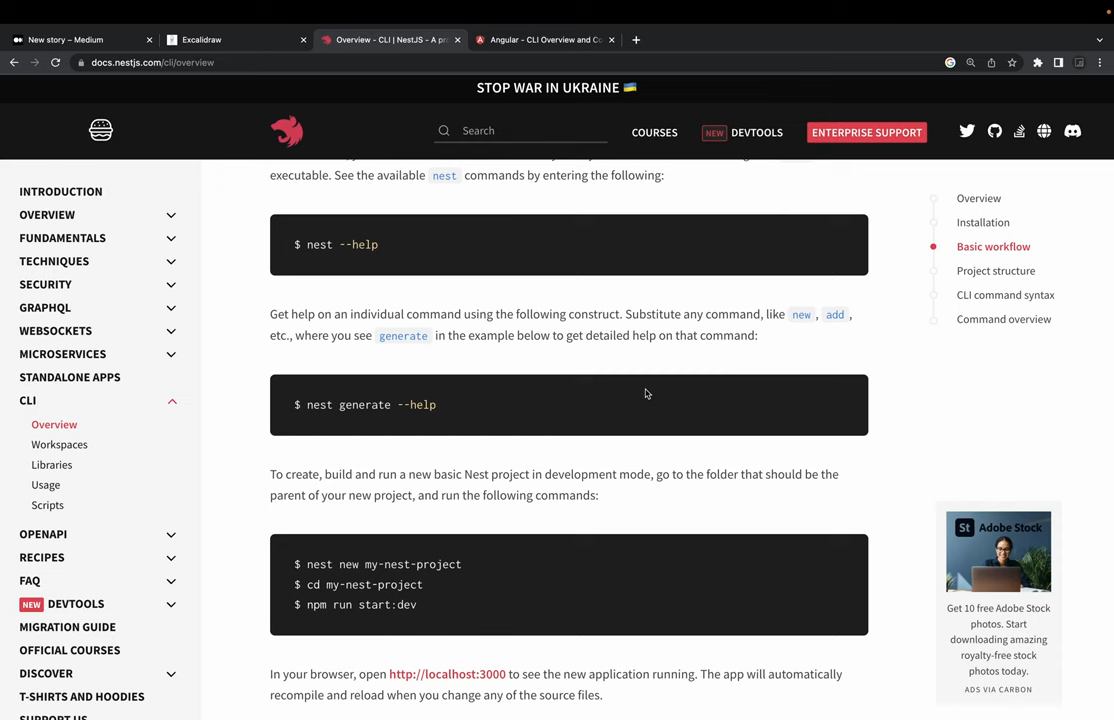 New story – Medium
Excalidraw
Overview - CLI | NestJS - A pr
Angular - CLI Overview and Co
docs.nestjs.com/cli/overview
STOP WAR IN UKRAINE 🇺🇦
Search
COURSES
NEW DEVTOOLS
ENTERPRISE SUPPORT
INTRODUCTION
OVERVIEW
FUNDAMENTALS
TECHNIQUES
SECURITY
GRAPHQL
WEBSOCKETS
MICROSERVICES
STANDALONE APPS
CLI
Overview
Workspaces
Libraries
Usage
Scripts
OPENAPI
RECIPES
FAQ
NEW DEVTOOLS
MIGRATION GUIDE
OFFICIAL COURSES
DISCOVER
T-SHIRTS AND HOODIES
SUPPORT US
executable. See the available nest commands by entering the following:
$ nest --help
Get help on an individual command using the following construct. Substitute any command, like new, add,
etc., where you see generate in the example below to get detailed help on that command:
$ nest generate --help
To create, build and run a new basic Nest project in development mode, go to the folder that should be the
parent of your new project, and run the following commands:
$ nest new my-nest-project
$ cd my-nest-project
$ npm run start:dev
In your browser, open http://localhost:3000 to see the new application running. The app will automatically
recompile and reload when you change any of the source files.
Overview
Installation
Basic workflow
Project structure
CLI command syntax
Command overview
St Adobe Stock
Get 10 free Adobe Stock
photos. Start
downloading amazing
royalty-free stock
photos today.
ADS VIA CARBON